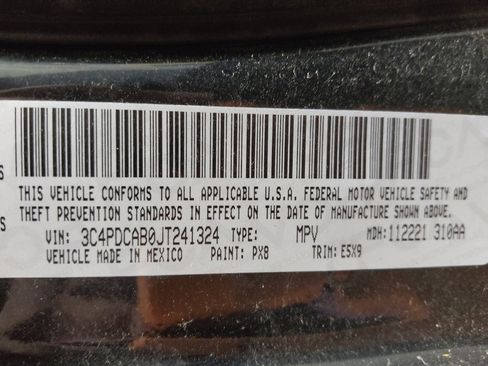 THIS VEHICLE CONFORMS TO ALL APPLICABLE U.S.A. FEDERAL MOTOR VEHICLE SAFETY AND
THEFT PREVENTION STANDARDS IN EFFECT ON THE DATE OF MANUFACTURE SHOWN ABOVE.
VIN: 3C4PDCAB0JT241324 TYPE: MPV MDH: 112221 310AA
VEHICLE MADE IN MEXICO PAINT: PX8 TRIM: E5X9